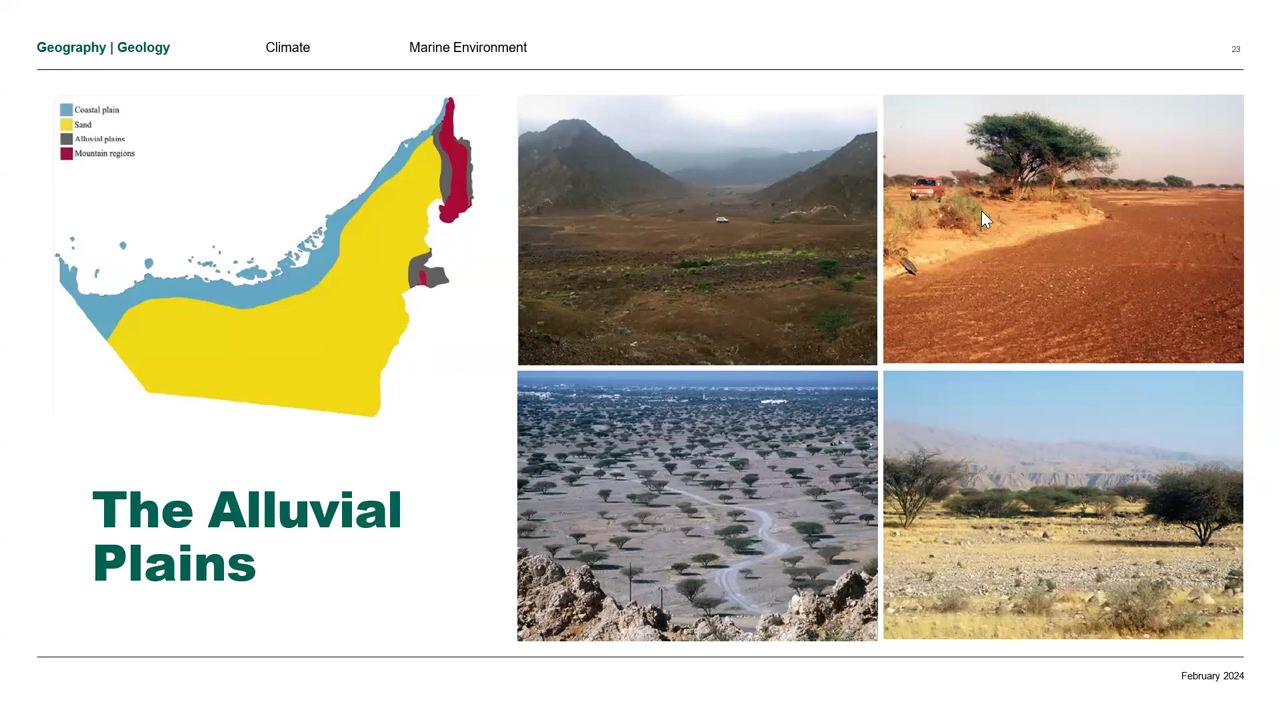 Geography | Geology
Climate
Marine Environment
23
Coastal plain
Sand
Alluvial plains
Mountain regions
The Alluvial
Plains
February 2024